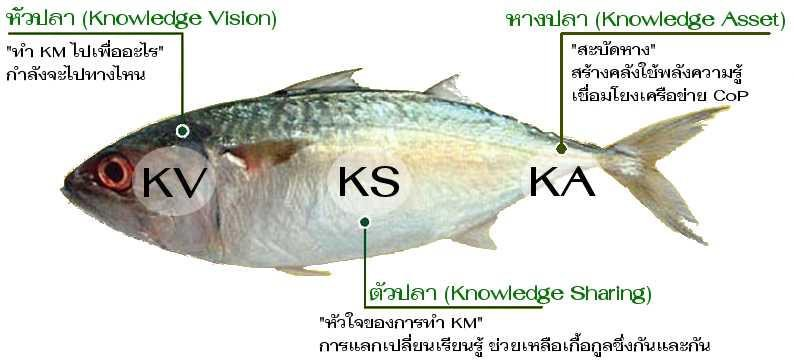 หัวปลา (Knowledge Vision)
"ทำ KM ไปเพื่ออะไร"
กำลังจะไปทางไหน
หางปลา (Knowledge Asset)
"สะบัดหาง"
สร้างคลังใช้พลังความรู้
เชื่อมโยงเครือข่าย CoP
KV
KS
KA
ตัวปลา (Knowledge Sharing)
"หัวใจของการทำ KM"
การแลกเปลี่ยนเรียนรู้ ช่วยเหลือเกื้อกูลซึ่งกันและกัน